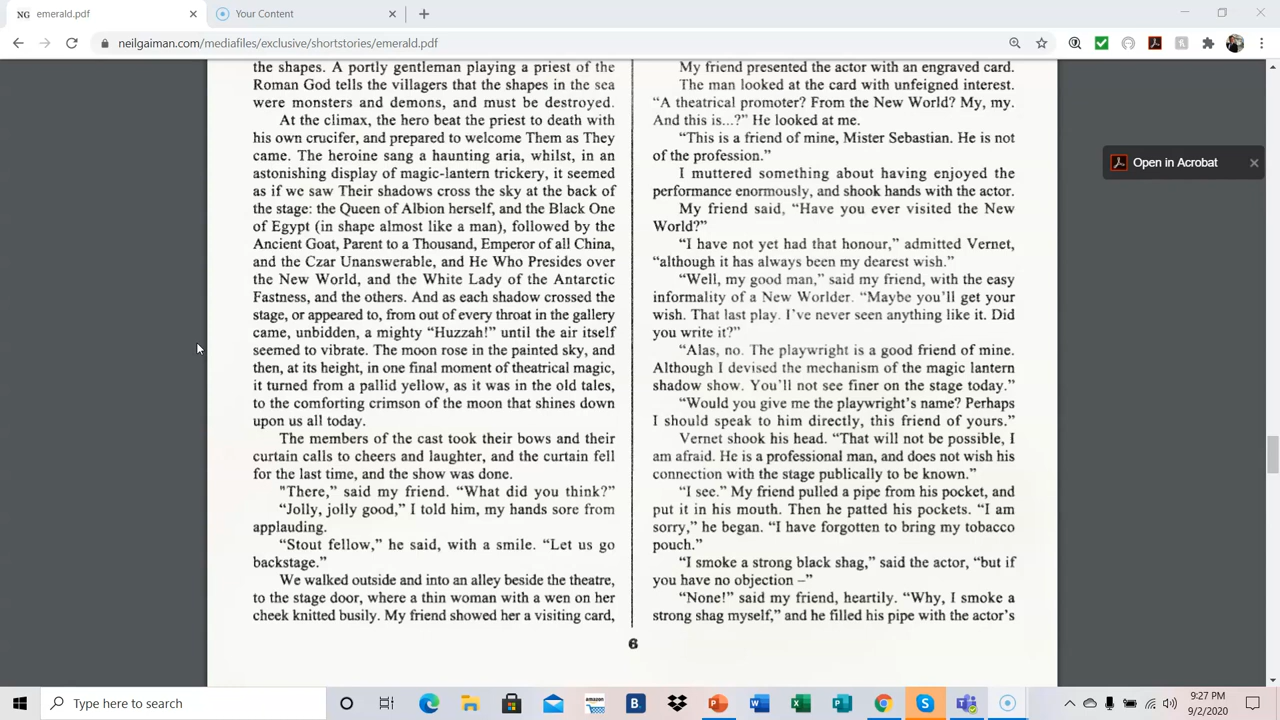 NG emerald.pdf
Your Content
neilgaiman.com/mediafiles/exclusive/shortstories/emerald.pdf
Open in Acrobat
the shapes. A portly gentleman playing a priest of the
Roman God tells the villagers that the shapes in the sea
were monsters and demons, and must be destroyed.
At the climax, the hero beat the priest to death with
his own crucifer, and prepared to welcome Them as They
came. The heroine sang a haunting aria, whilst, in an
astonishing display of magic-lantern trickery, it seemed
as if we saw Their shadows cross the sky at the back of
the stage: the Queen of Albion herself, and the Black One
of Egypt (in shape almost like a man), followed by the
Ancient Goat, Parent to a Thousand, Emperor of all China,
and the Czar Unanswerable, and He Who Presides over
the New World, and the White Lady of the Antarctic
Fastness, and the others. And as each shadow crossed the
stage, or appeared to, from out of every throat in the gallery
came, unbidden, a mighty “Huzzah!” until the air itself
seemed to vibrate. The moon rose in the painted sky, and
then, at its height, in one final moment of theatrical magic,
it turned from a pallid yellow, as it was in the old tales,
to the comforting crimson of the moon that shines down
upon us all today.
The members of the cast took their bows and their
curtain calls to cheers and laughter, and the curtain fell
for the last time, and the show was done.
"There,” said my friend. “What did you think?”
“Jolly, jolly good,” I told him, my hands sore from
applauding.
“Stout fellow,” he said, with a smile. “Let us go
backstage.”
We walked outside and into an alley beside the theatre,
to the stage door, where a thin woman with a wen on her
cheek knitted busily. My friend showed her a visiting card,
My friend presented the actor with an engraved card.
The man looked at the card with unfeigned interest.
“A theatrical promoter? From the New World? My, my.
And this is...?” He looked at me.
“This is a friend of mine, Mister Sebastian. He is not
of the profession.”
I muttered something about having enjoyed the
performance enormously, and shook hands with the actor.
My friend said, “Have you ever visited the New
World?”
“I have not yet had that honour,” admitted Vernet,
“although it has always been my dearest wish.”
“Well, my good man,” said my friend, with the easy
informality of a New Worlder. “Maybe you’ll get your
wish. That last play. I’ve never seen anything like it. Did
you write it?”
“Alas, no. The playwright is a good friend of mine.
Although I devised the mechanism of the magic lantern
shadow show. You’ll not see finer on the stage today.”
“Would you give me the playwright’s name? Perhaps
I should speak to him directly, this friend of yours.”
Vernet shook his head. “That will not be possible, I
am afraid. He is a professional man, and does not wish his
connection with the stage publically to be known.”
“I see.” My friend pulled a pipe from his pocket, and
put it in his mouth. Then he patted his pockets. “I am
sorry,” he began. “I have forgotten to bring my tobacco
pouch.”
“I smoke a strong black shag,” said the actor, “but if
you have no objection –”
“None!” said my friend, heartily. “Why, I smoke a
strong shag myself,” and he filled his pipe with the actor’s
6
Type here to search
amazon
B
9:27 PM
9/2/2020